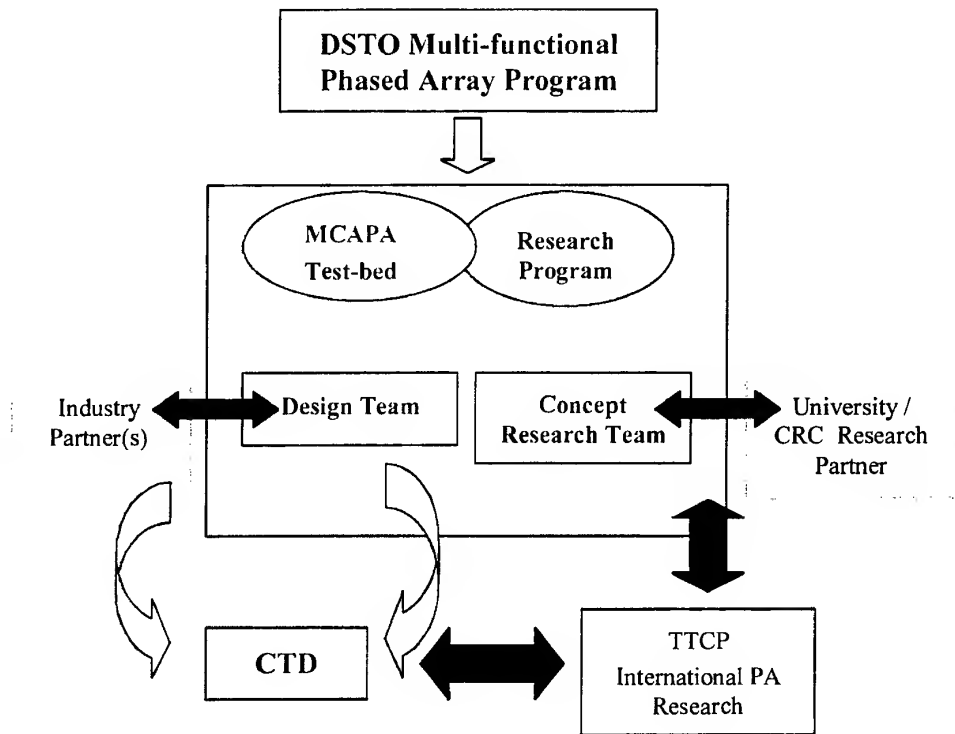 DSTO Multi-functional
Phased Array Program
MCAPA
Test-bed
Research
Program
Industry
Partner(s)
Design Team
Concept
Research Team
University /
CRC Research
Partner
CTD
TTCP
International PA
Research